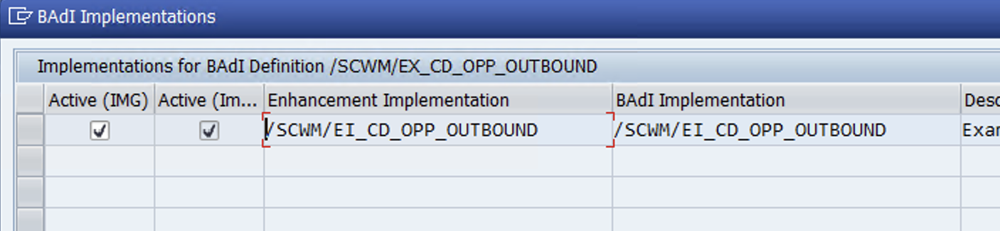 BAdI Implementations
Implementations for BAdI Definition /SCWM/EX_CD_OPP_OUTBOUND
Active (IMG) Active (Im... Enhancement Implementation BAdI Implementation Desc
/SCWM/EI_CD_OPP_OUTBOUND /SCWM/EI_CD_OPP_OUTBOUND Exar